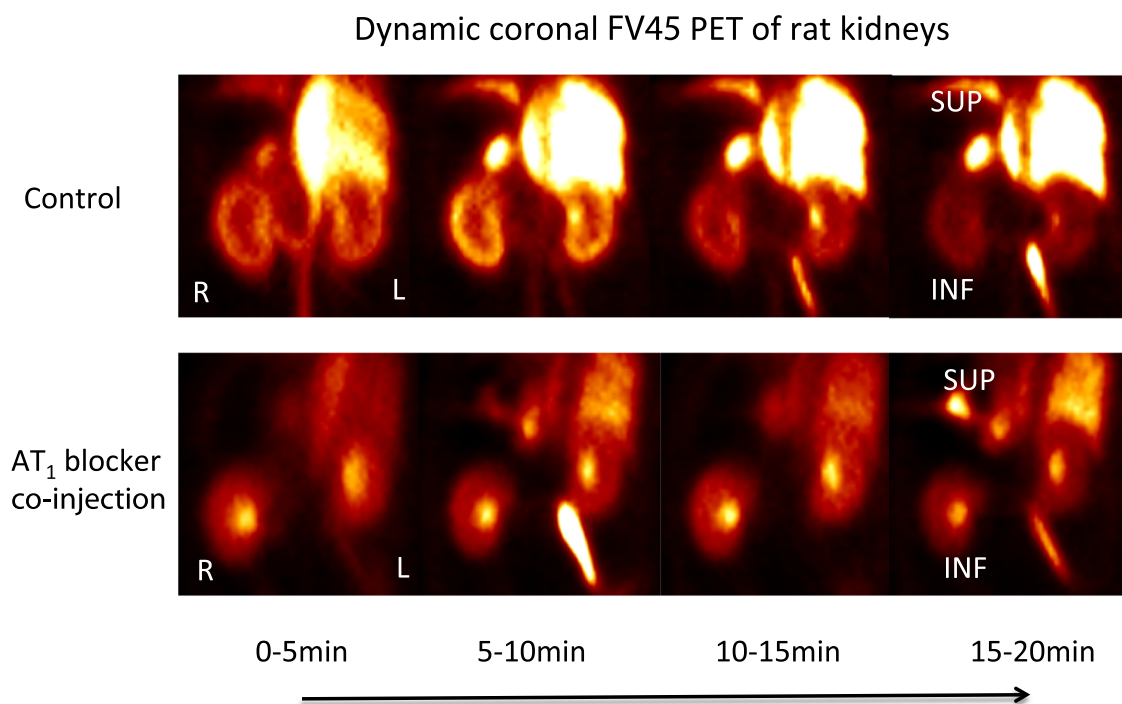 Dynamic coronal FV45 PET of rat kidneys
Control
SUP
R
L
INF
AT₁ blocker
co-injection
SUP
R
L
INF
0-5min 5-10min 10-15min 15-20min